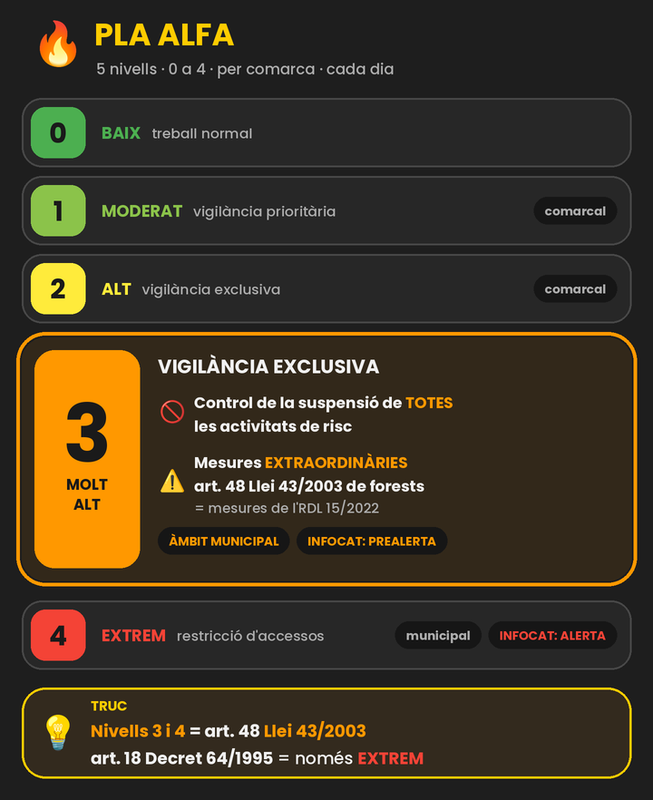 PLA ALFA
5 nivells · 0 a 4 · per comarca · cada dia
0 BAIX treball normal
1 MODERAT vigilància prioritària comarcal
2 ALT vigilància exclusiva comarcal
VIGILÀNCIA EXCLUSIVA
Control de la suspensió de TOTES
les activitats de risc
3
MOLT
ALT
Mesures EXTRAORDINÀRIES
art. 48 Llei 43/2003 de forests
= mesures de l'RDL 15/2022
ÀMBIT MUNICIPAL INFOCAT: PREALERTA
4 EXTREM restricció d'accessos municipal INFOCAT: ALERTA
TRUC
Nivells 3 i 4 = art. 48 Llei 43/2003
art. 18 Decret 64/1995 = només EXTREM